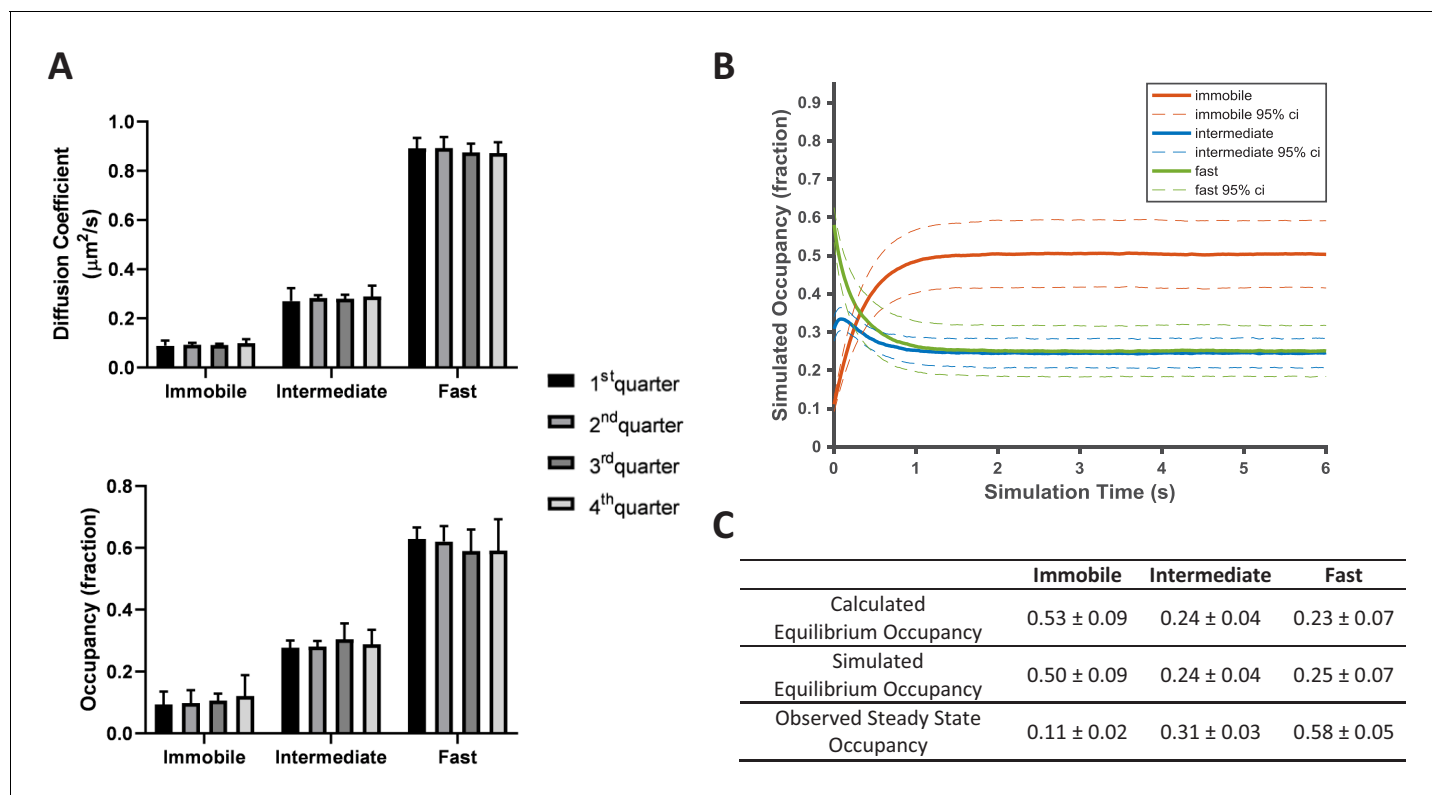 A
Diffusion Coefficient
(μm²/s)
1.0
0.8
0.6
0.4
0.2
0.0
Immobile Intermediate Fast
Occupancy (fraction)
0.8
0.6
0.4
0.2
0.0
Immobile Intermediate Fast
1st quarter
2nd quarter
3rd quarter
4th quarter
B
Simulated Occupancy (fraction)
0.9
0.8
0.7
0.6
0.5
0.4
0.3
0.2
0.1
0
0 1 2 3 4 5 6
Simulation Time (s)
immobile
immobile 95% ci
intermediate
intermediate 95% ci
fast
fast 95% ci
C
Immobile Intermediate Fast
Calculated
Equilibrium Occupancy
0.53 ± 0.09 0.24 ± 0.04 0.23 ± 0.07
Simulated
Equilibrium Occupancy
0.50 ± 0.09 0.24 ± 0.04 0.25 ± 0.07
Observed Steady State
Occupancy
0.11 ± 0.02 0.31 ± 0.03 0.58 ± 0.05